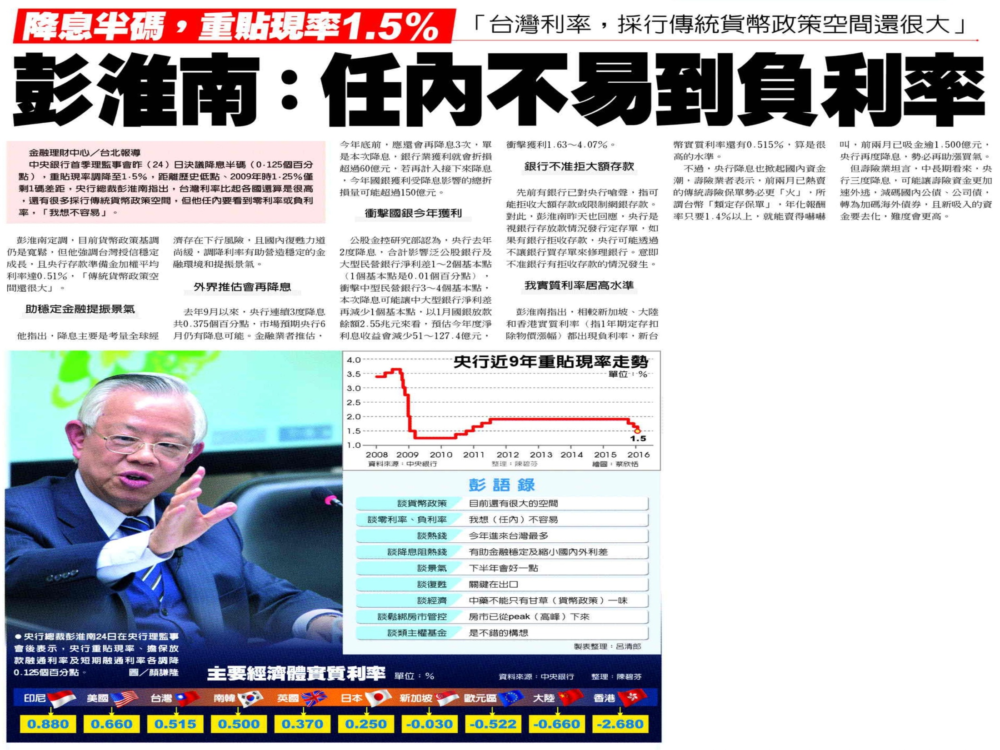 降息半碼，重貼現率1.5%
「台灣利率，採行傳統貨幣政策空間還很大」
彭淮南：任內不易到負利率
金融理財中心／台北報導
中央銀行首季理監事會昨（24）日決議降息半碼（0.125個百分
點），重貼現率調降至1.5%，距離歷史低點、2009年時1.25%僅
剩1碼差距，央行總裁彭淮南指出，台灣利率比起各國還算是很高
，還有很多採行傳統貨幣政策空間，但他任內要看到零利率或負利
率，「我想不容易」。
彭淮南定調，目前貨幣政策基調
仍是寬鬆，但他強調台灣授信穩定
成長，且央行存款準備金加權平均
利率達0.51%，「傳統貨幣政策空
間還很大」。
助穩定金融提振景氣
他指出，降息主要是考量全球經
濟存在下行風險，且國內復甦力道
尚緩，調降利率有助營造穩定的金
融環境和提振景氣。
外界推估會再降息
去年9月以來，央行連續3度降息
共0.375個百分點，市場預期央行6
月仍有降息可能。金融業者推估，
今年底前，應還會再降息3次，單
是本次降息，銀行業獲利就會折損
超過60億元，若再計入接下來降息
，今年國銀獲利受降息影響的總折
損量可能超過150億元。
衝擊國銀今年獲利
公股金控研究部認為，央行去年
2度降息，合計影響泛公股銀行及
大型民營銀行淨利差1～2個基本點
（1個基本點是0.01個百分點），
衝擊中型民營銀行3～4個基本點，
本次降息可能讓中大型銀行淨利差
再減少1個基本點，以1月國銀放款
餘額2.55兆元來看，預估今年度淨
利息收益會減少51～127.4億元，
衝擊獲利1.63～4.07%。
銀行不准拒大額存款
先前有銀行已對央行嗆聲，指可
能拒收大額存款或限制網銀存款。
對此，彭淮南昨天也回應，央行是
視銀行存放款情況發行定存單，如
果有銀行拒收存款，央行可能透過
不讓銀行買存單來修理銀行。意即
不准銀行有拒收存款的情況發生。
我實質利率居高水準
彭淮南指出，相較新加坡、大陸
和香港實質利率（指1年期定存扣
除物價漲幅）都出現負利率，新台
幣實質利率還有0.515%，算是很
高的水準。
不過，央行降息也掀起國內資金
潮，壽險業者表示，前兩月已熱賣
的傳統壽險保單勢必更「火」，所
謂台幣「類定存保單」，年化報酬
率只要1.4%以上，就能賣得嚇嚇
叫，前兩月已吸金逾1,500億元，
央行再度降息，勢必再助漲買氣。
但壽險業坦言，中長期看來，央
行三度降息，可能讓壽險資金更加
速外逃，減碼國內公債、公司債，
轉為加碼海外債券，且新吸入的資
金要去化，難度會更高。
央行近9年重貼現率走勢
單位：%
4.0
3.5
3.0
2.5
2.0
1.5
1.0
1.5
2008 2009 2010 2011 2012 2013 2014 2015 2016
資料來源：中央銀行 整理：陳碧芬 繪圖：蔡欣恬
彭語錄
談貨幣政策 目前還有很大的空間
談零利率、負利率 我想（任內）不容易
談熱錢 今年進來台灣最多
談降息阻熱錢 有助金融穩定及縮小國內外利差
談景氣 下半年會好一點
談復甦 關鍵在出口
談經濟 中藥不能只有甘草（貨幣政策）一味
談鬆綁房市管控 房市已從peak（高峰）下來
談類主權基金 是不錯的構想
製表整理：呂清郎
●央行總裁彭淮南24日在央行理監事
會後表示，央行重貼現率、擔保放
款融通利率及短期融通利率各調降
0.125個百分點。 圖／顏謙隆
主要經濟體實質利率 單位：% 資料來源：中央銀行 整理：陳碧芬
印尼 美國 台灣 南韓 英國 日本 新加坡 歐元區 大陸 香港
0.880 0.660 0.515 0.500 0.370 0.250 -0.030 -0.522 -0.660 -2.680